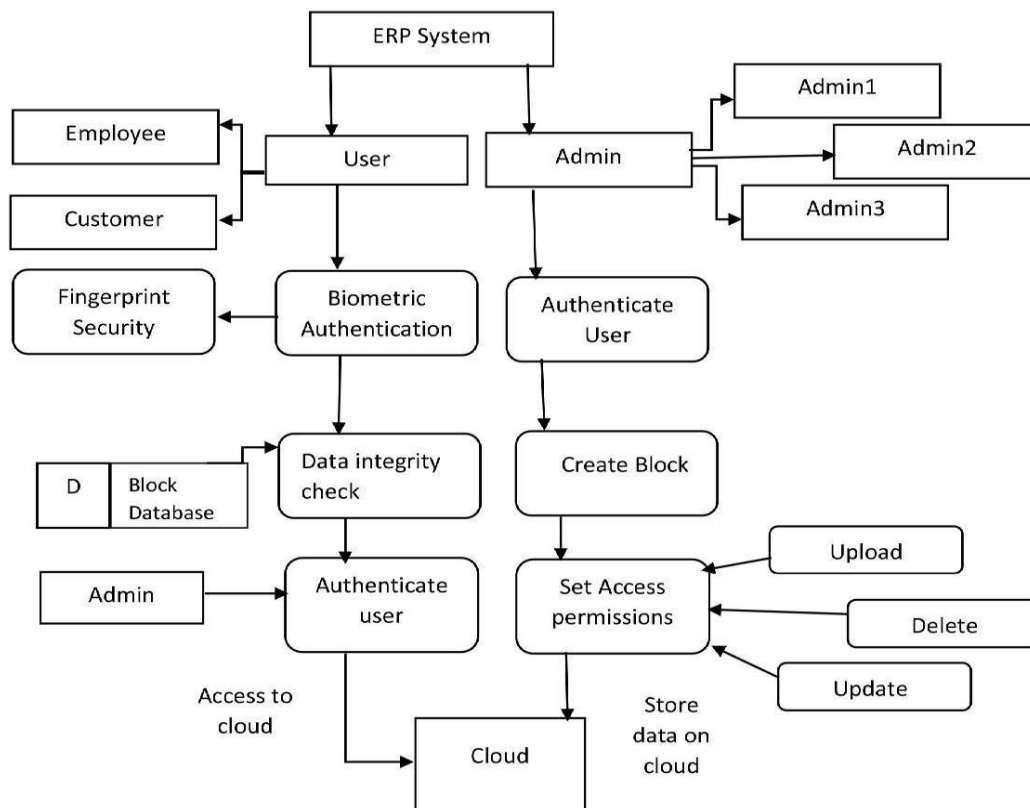 ERP System
Admin1
Employee
User
Admin
Admin2
Customer
Admin3
Fingerprint
Security
Biometric
Authentication
Authenticate
User
D
Block
Database
Data integrity
check
Create Block
Upload
Admin
Authenticate
user
Set Access
permissions
Delete
Update
Access to
cloud
Store
data on
cloud
Cloud